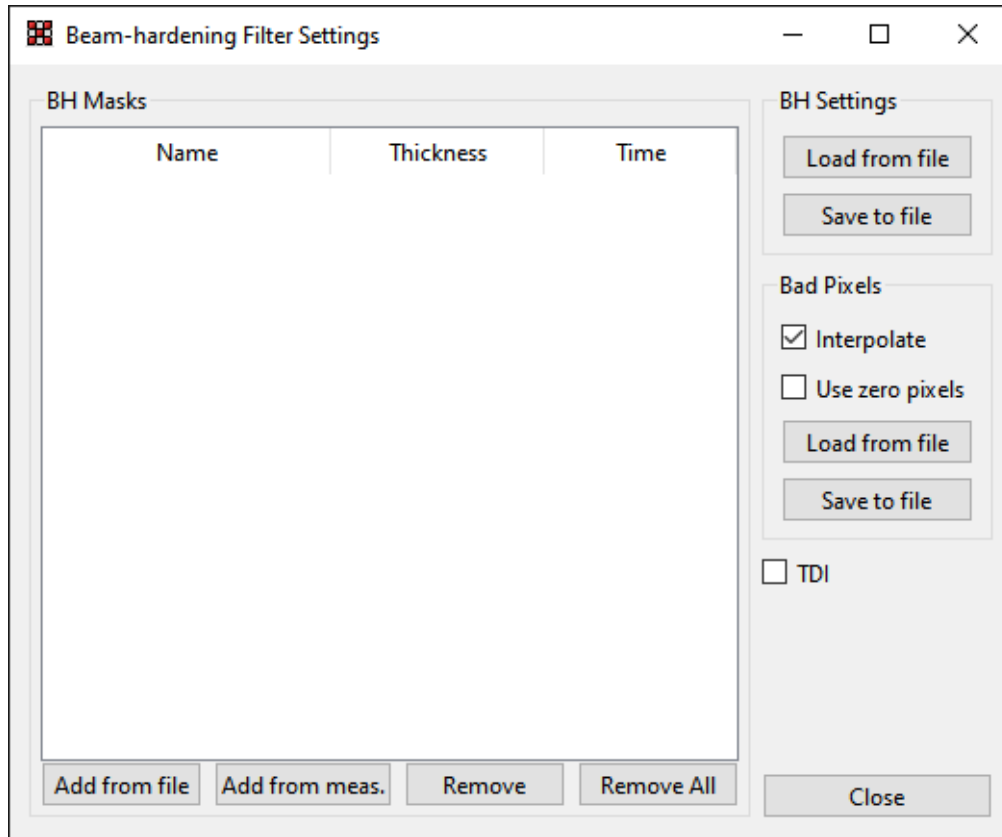 Beam-hardening Filter Settings
BH Masks
Name Thickness Time
Add from file Add from meas. Remove Remove All
BH Settings
Load from file
Save to file
Bad Pixels
Interpolate
Use zero pixels
Load from file
Save to file
TDI
Close